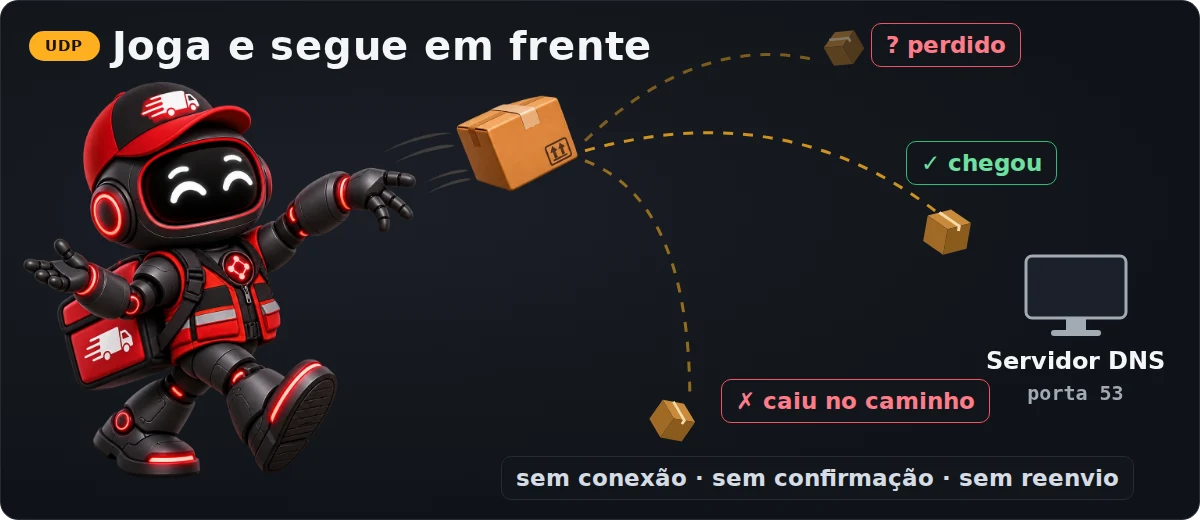 UDP
Joga e segue em frente
? perdido
✓ chegou
Servidor DNS
porta 53
✗ caiu no caminho
sem conexão · sem confirmação · sem reenvio